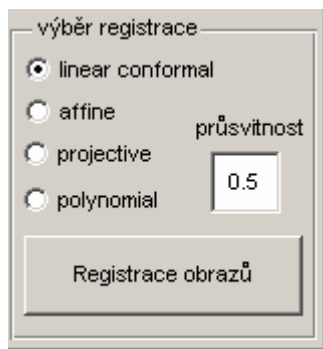 výběr registrace
linear conformal
affine
průsvitnost
projective
0.5
polynomial
Registrace obrazů